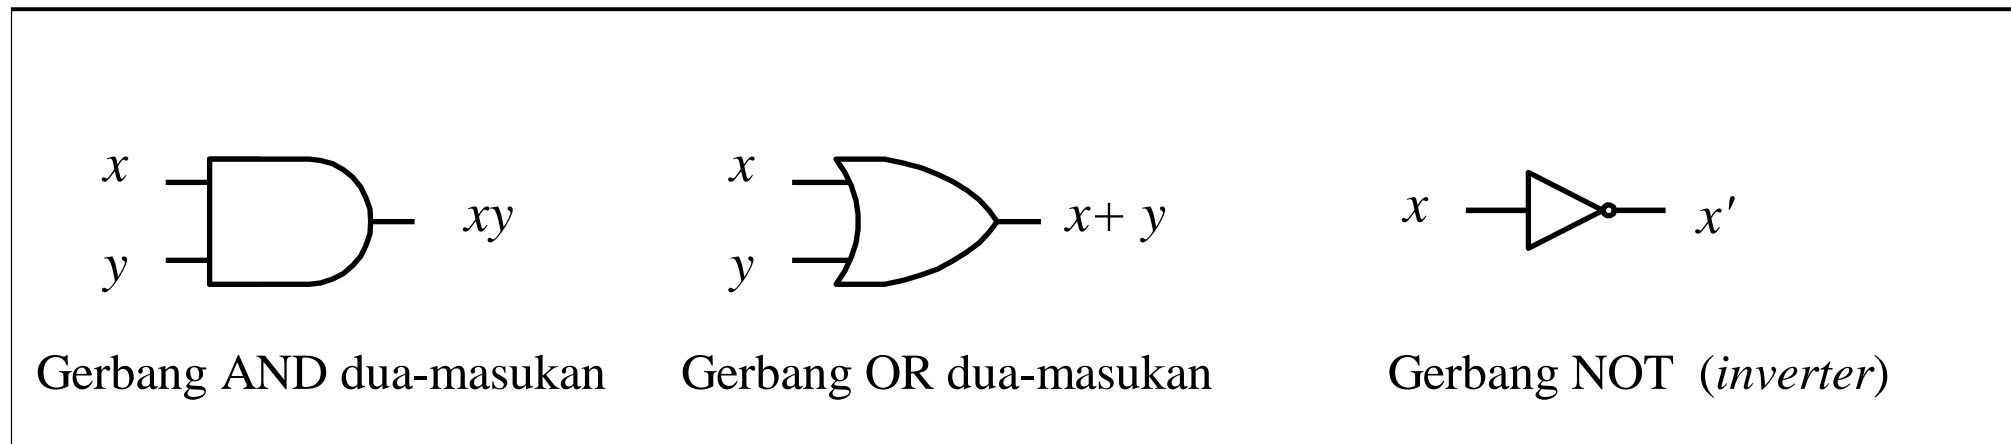 x
y
xy
Gerbang AND dua-masukan
x
y
x+ y
Gerbang OR dua-masukan
x
x'
Gerbang NOT (inverter)